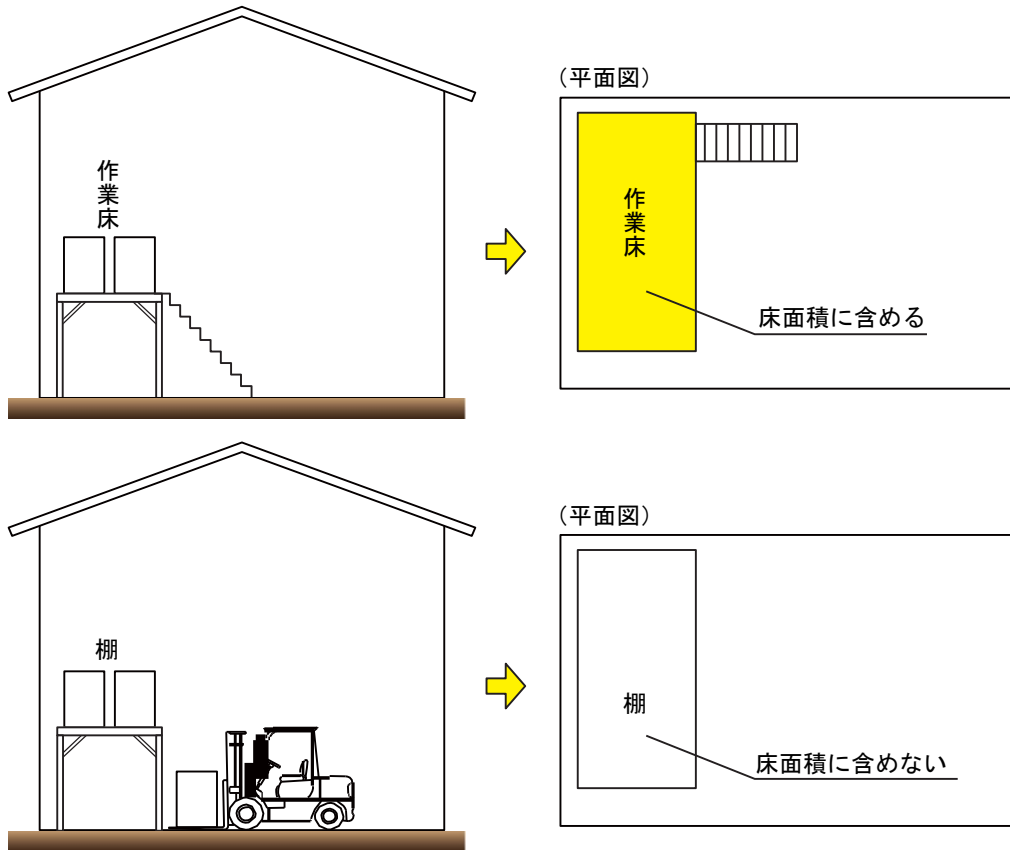 作業床
(平面図)
作業床
床面積に含める
棚
(平面図)
棚
床面積に含めない